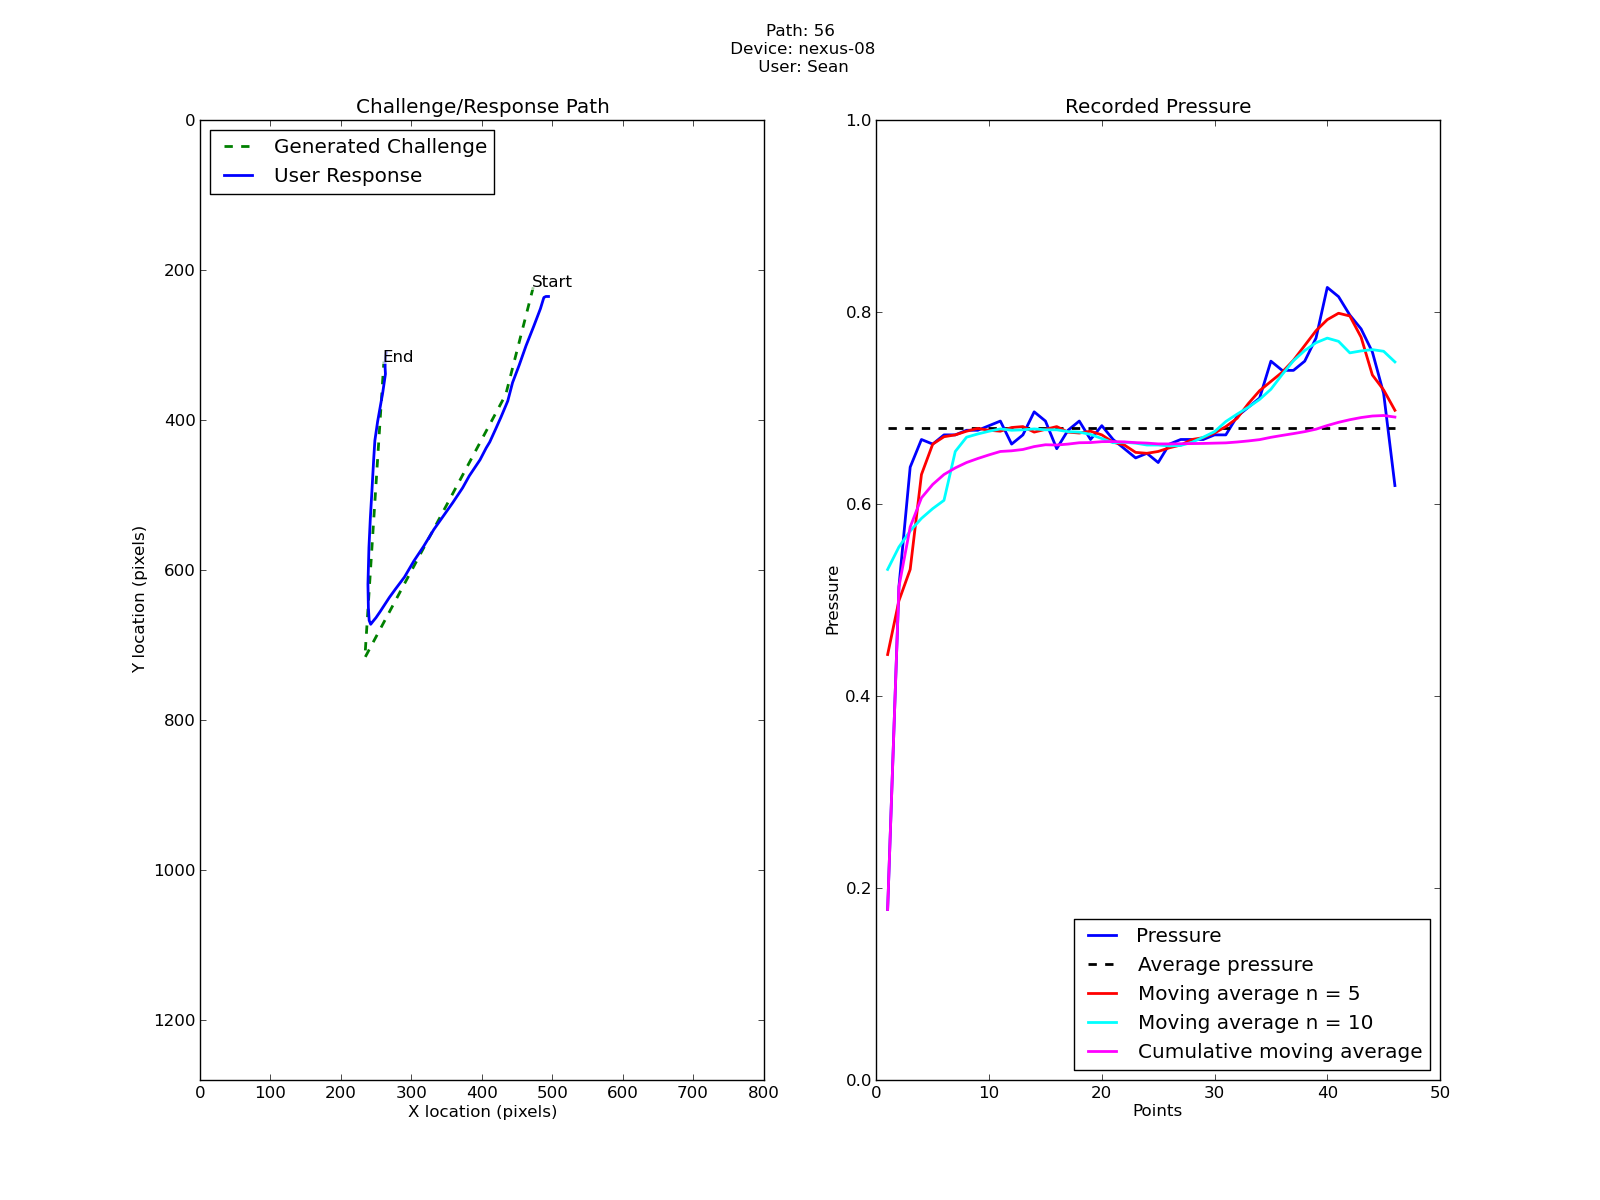 Path: 56
Device: nexus-08
User: Sean
Challenge/Response Path
Generated Challenge
User Response
Start
End
0
200
400
600
800
1000
1200
Y location (pixels)
0 100 200 300 400 500 600 700 800
X location (pixels)
Recorded Pressure
1.0
0.8
0.6
0.4
0.2
0.0
Pressure
Pressure
Average pressure
Moving average n = 5
Moving average n = 10
Cumulative moving average
0 10 20 30 40 50
Points